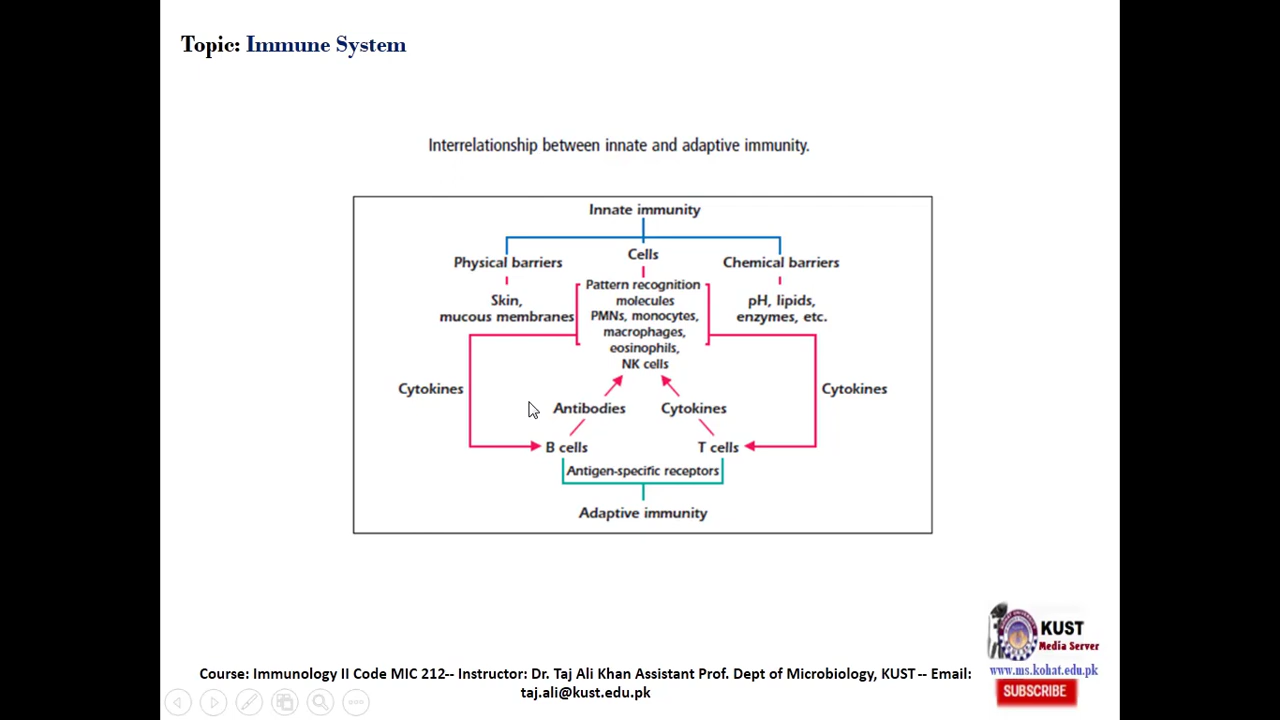 Topic: Immune System
Interrelationship between innate and adaptive immunity.
Innate immunity
Physical barriers
Cells
Chemical barriers
Skin,
mucous membranes
Pattern recognition
molecules
PMNs, monocytes,
macrophages,
eosinophils,
NK cells
pH, lipids,
enzymes, etc.
Cytokines
Cytokines
Antibodies
Cytokines
B cells
T cells
Antigen-specific receptors
Adaptive immunity
KUST
Media Server
www.ms.kohat.edu.pk
SUBSCRIBE
Course: Immunology II Code MIC 212-- Instructor: Dr. Taj Ali Khan Assistant Prof. Dept of Microbiology, KUST -- Email:
taj.ali@kust.edu.pk